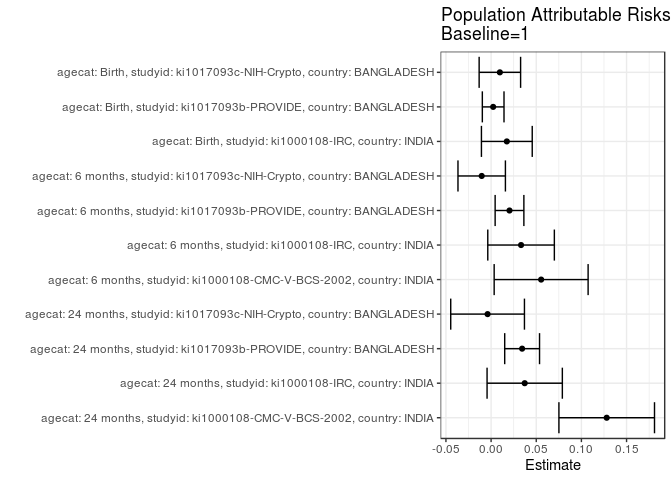 Population Attributable Risks
Baseline=1
agecat: Birth, studyid: ki1017093c-NIH-Crypto, country: BANGLADESH
agecat: Birth, studyid: ki1017093b-PROVIDE, country: BANGLADESH
agecat: Birth, studyid: ki1000108-IRC, country: INDIA
agecat: 6 months, studyid: ki1017093c-NIH-Crypto, country: BANGLADESH
agecat: 6 months, studyid: ki1017093b-PROVIDE, country: BANGLADESH
agecat: 6 months, studyid: ki1000108-IRC, country: INDIA
agecat: 6 months, studyid: ki1000108-CMC-V-BCS-2002, country: INDIA
agecat: 24 months, studyid: ki1017093c-NIH-Crypto, country: BANGLADESH
agecat: 24 months, studyid: ki1017093b-PROVIDE, country: BANGLADESH
agecat: 24 months, studyid: ki1000108-IRC, country: INDIA
agecat: 24 months, studyid: ki1000108-CMC-V-BCS-2002, country: INDIA
-0.05 0.00 0.05 0.10 0.15
Estimate